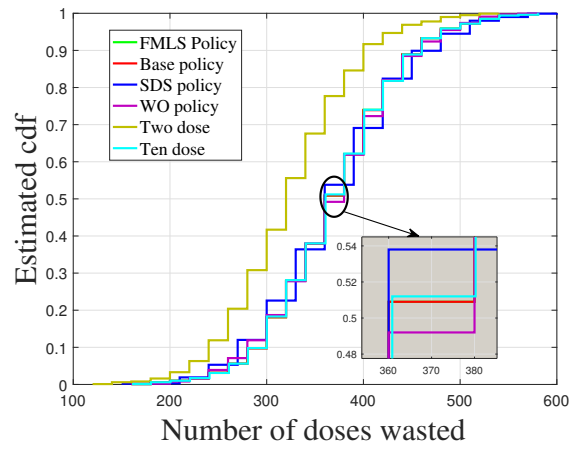 1
0.9
0.8
0.7
0.6
0.5
0.4
0.3
0.2
0.1
0
Estimated cdf
FMLS Policy
Base policy
SDS policy
WO policy
Two dose
Ten dose
0.54
0.52
0.5
0.48
360 370 380
100 200 300 400 500 600
Number of doses wasted